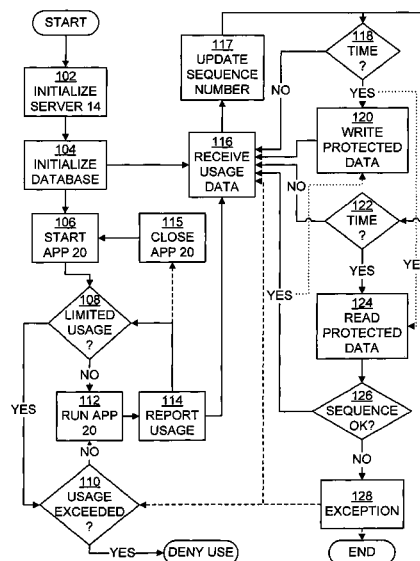 START
102
INITIALIZE
SERVER 14
104
INITIALIZE
DATABASE
106
START
APP 20
108
LIMITED
USAGE
?
YES
NO
112
RUN APP
20
NO
110
USAGE
EXCEEDED
?
YES
DENY USE
115
CLOSE
APP 20
114
REPORT
USAGE
117
UPDATE
SEQUENCE
NUMBER
116
RECEIVE
USAGE
DATA
118
TIME
?
NO
YES
120
WRITE
PROTECTED
DATA
NO
122
TIME
?
YES
YE
YES
124
READ
PROTECTED
DATA
126
SEQUENCE
OK?
NO
128
EXCEPTION
END